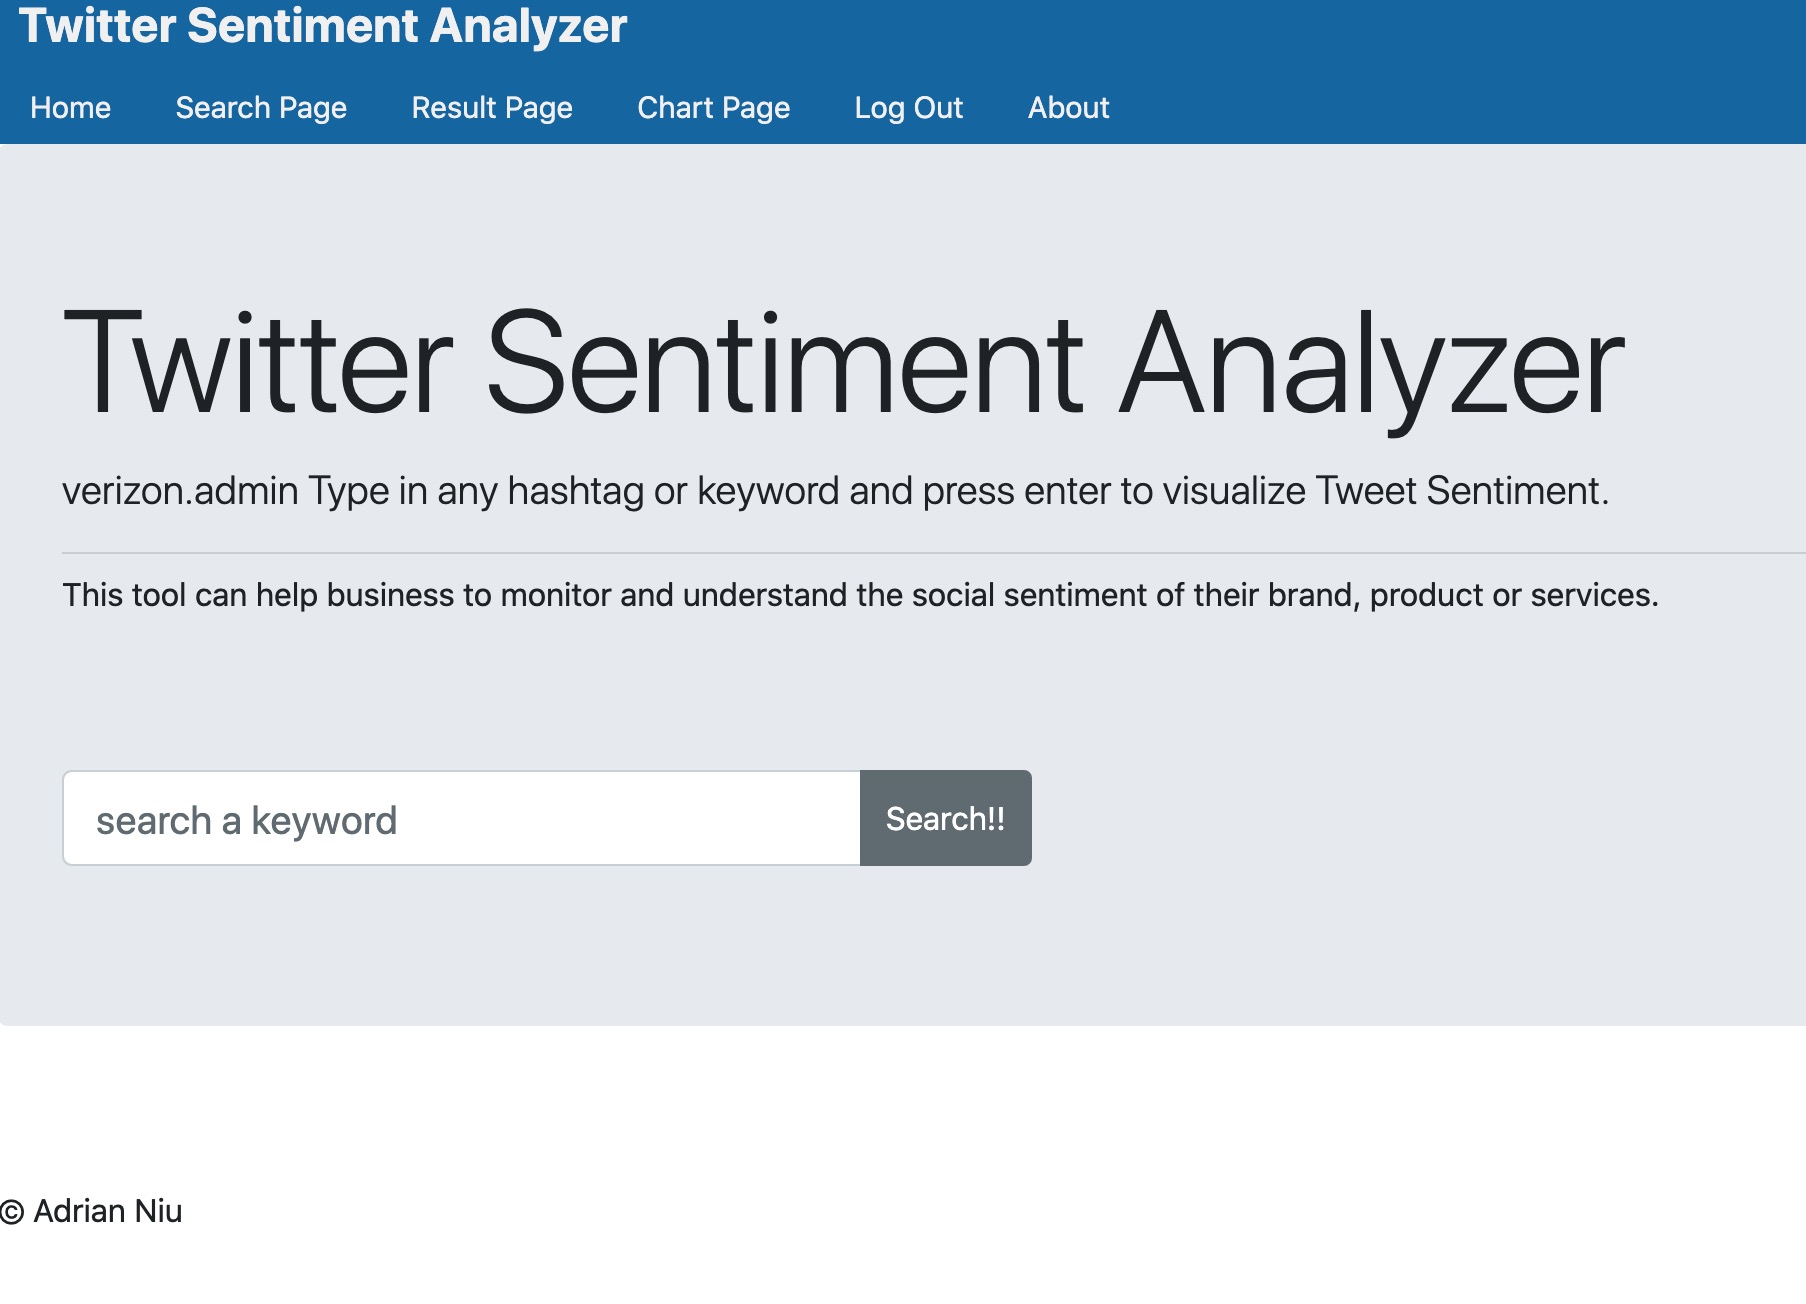 Twitter Sentiment Analyzer
Home Search Page Result Page Chart Page Log Out About
Twitter Sentiment Analyzer
verizon.admin Type in any hashtag or keyword and press enter to visualize Tweet Sentiment.
This tool can help business to monitor and understand the social sentiment of their brand, product or services.
search a keyword Search!!
© Adrian Niu